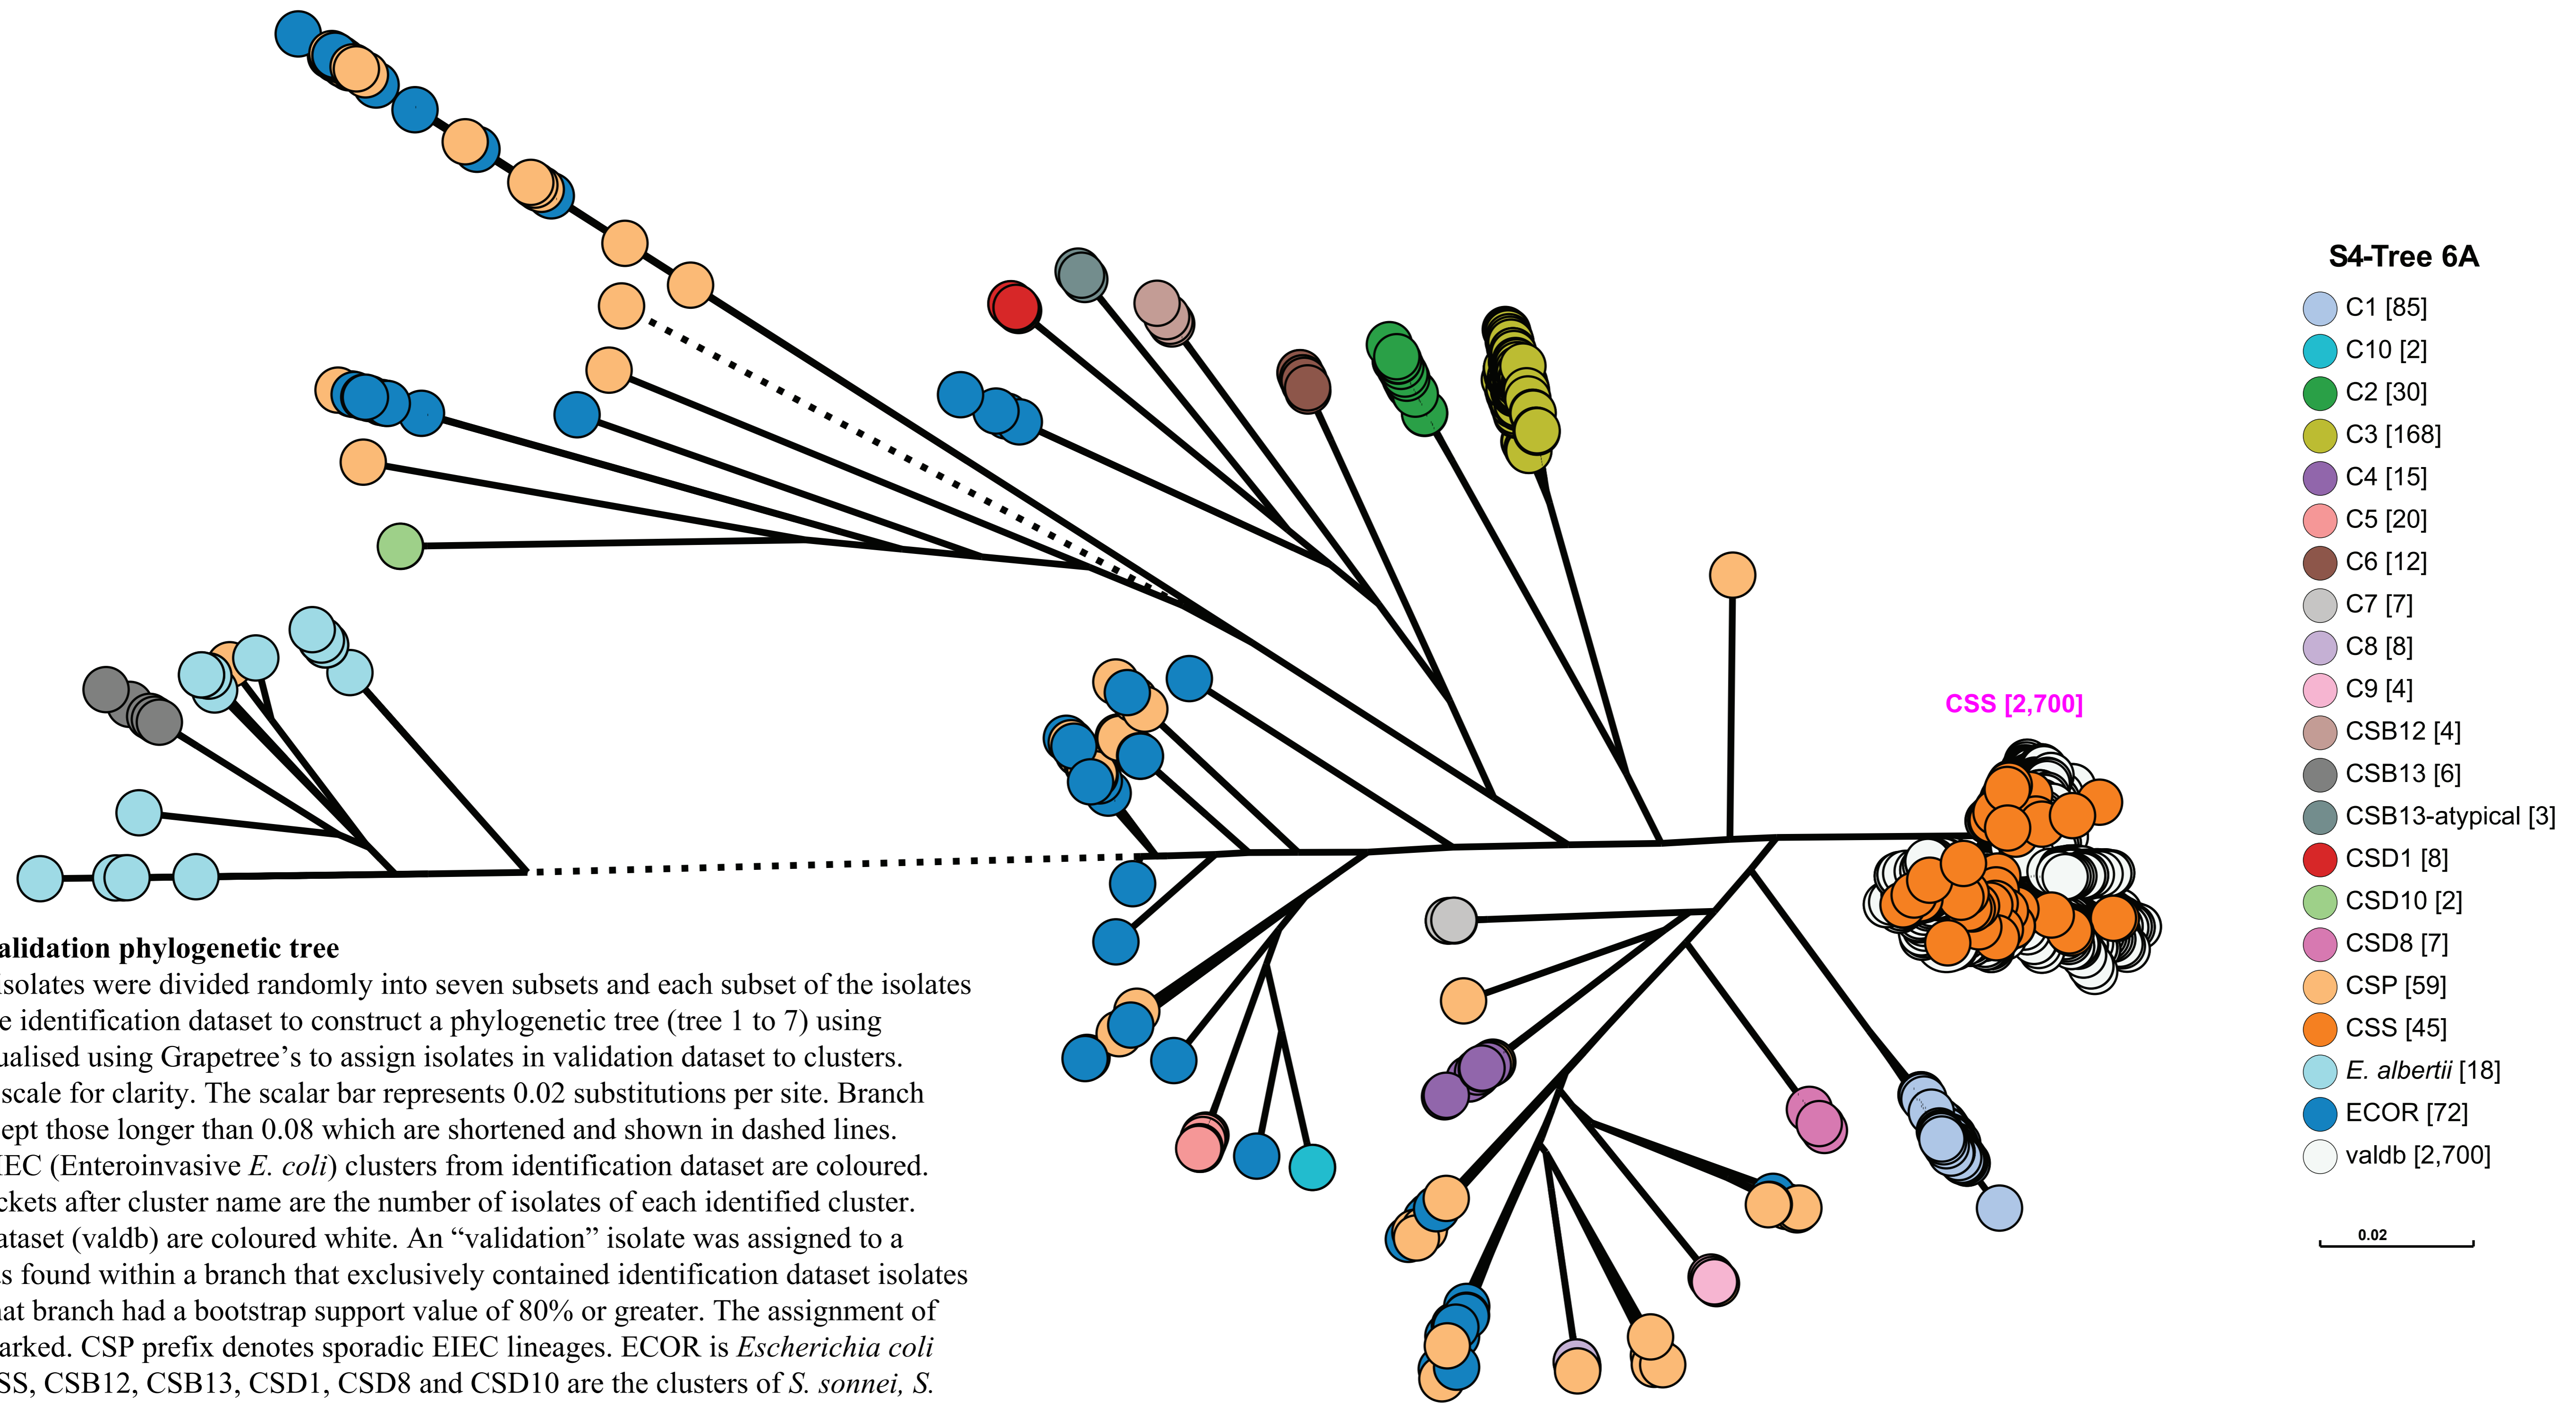 S4-Tree 6A
C1 [85]
C10 [2]
C2 [30]
C3 [168]
C4 [15]
C5 [20]
C6 [12]
C7 [7]
C8 [8]
C9 [4]
CSB12 [4]
CSB13 [6]
CSB13-atypical [3]
CSD1 [8]
CSD10 [2]
CSD8 [7]
CSP [59]
CSS [45]
E. albertii [18]
ECOR [72]
valdb [2,700]
0.02
CSS [2,700]
alidation phylogenetic tree
isolates were divided randomly into seven subsets and each subset of the isolates
e identification dataset to construct a phylogenetic tree (tree 1 to 7) using
ualised using Grapetree’s to assign isolates in validation dataset to clusters.
scale for clarity. The scalar bar represents 0.02 substitutions per site. Branch
ept those longer than 0.08 which are shortened and shown in dashed lines.
IEC (Enteroinvasive E. coli) clusters from identification dataset are coloured.
ckets after cluster name are the number of isolates of each identified cluster.
ataset (valdb) are coloured white. An “validation” isolate was assigned to a
s found within a branch that exclusively contained identification dataset isolates
hat branch had a bootstrap support value of 80% or greater. The assignment of
arked. CSP prefix denotes sporadic EIEC lineages. ECOR is Escherichia coli
SS, CSB12, CSB13, CSD1, CSD8 and CSD10 are the clusters of S. sonnei, S.